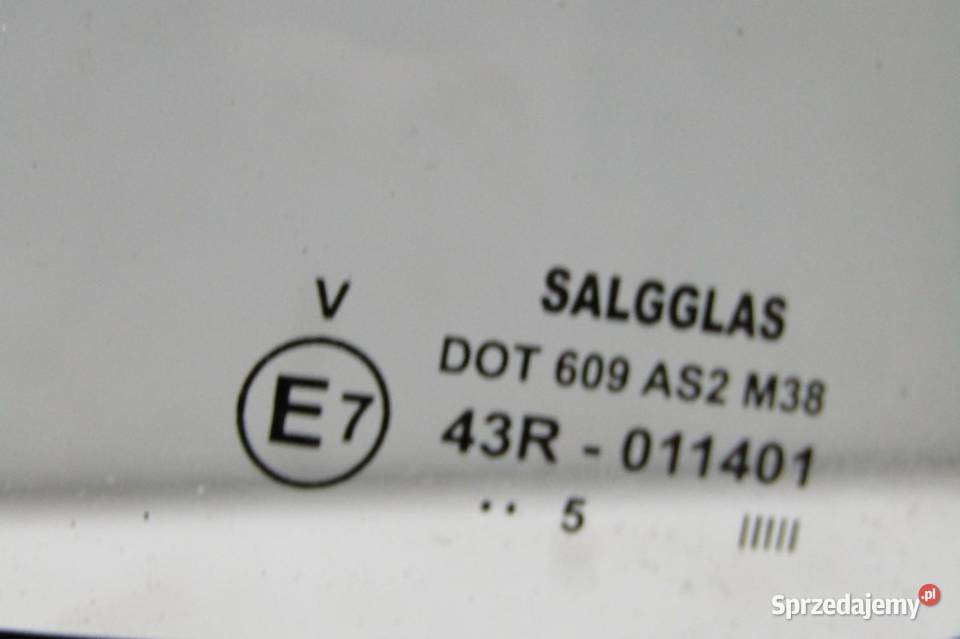 V
SALGGLAS
DOT 609 AS2 M38
E7
43R - 011401
.. 5 |||||
Sprzedajemy.pl